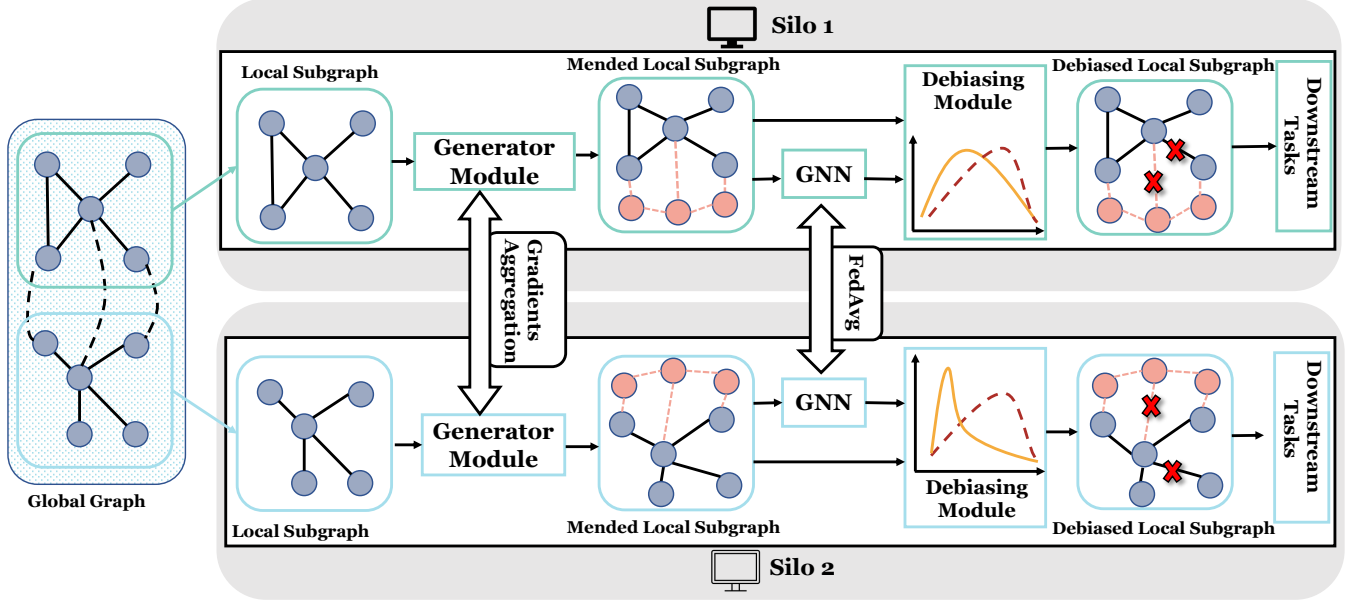 Silo 1
Local Subgraph
Mended Local Subgraph
Debiased Local Subgraph
Generator
Module
GNN
Debiasing
Module
Downstream
Tasks
Gradients
Aggregation
FedAvg
Global Graph
Local Subgraph
Generator
Module
Mended Local Subgraph
GNN
Debiasing
Module
Debiased Local Subgraph
Downstream
Tasks
Silo 2